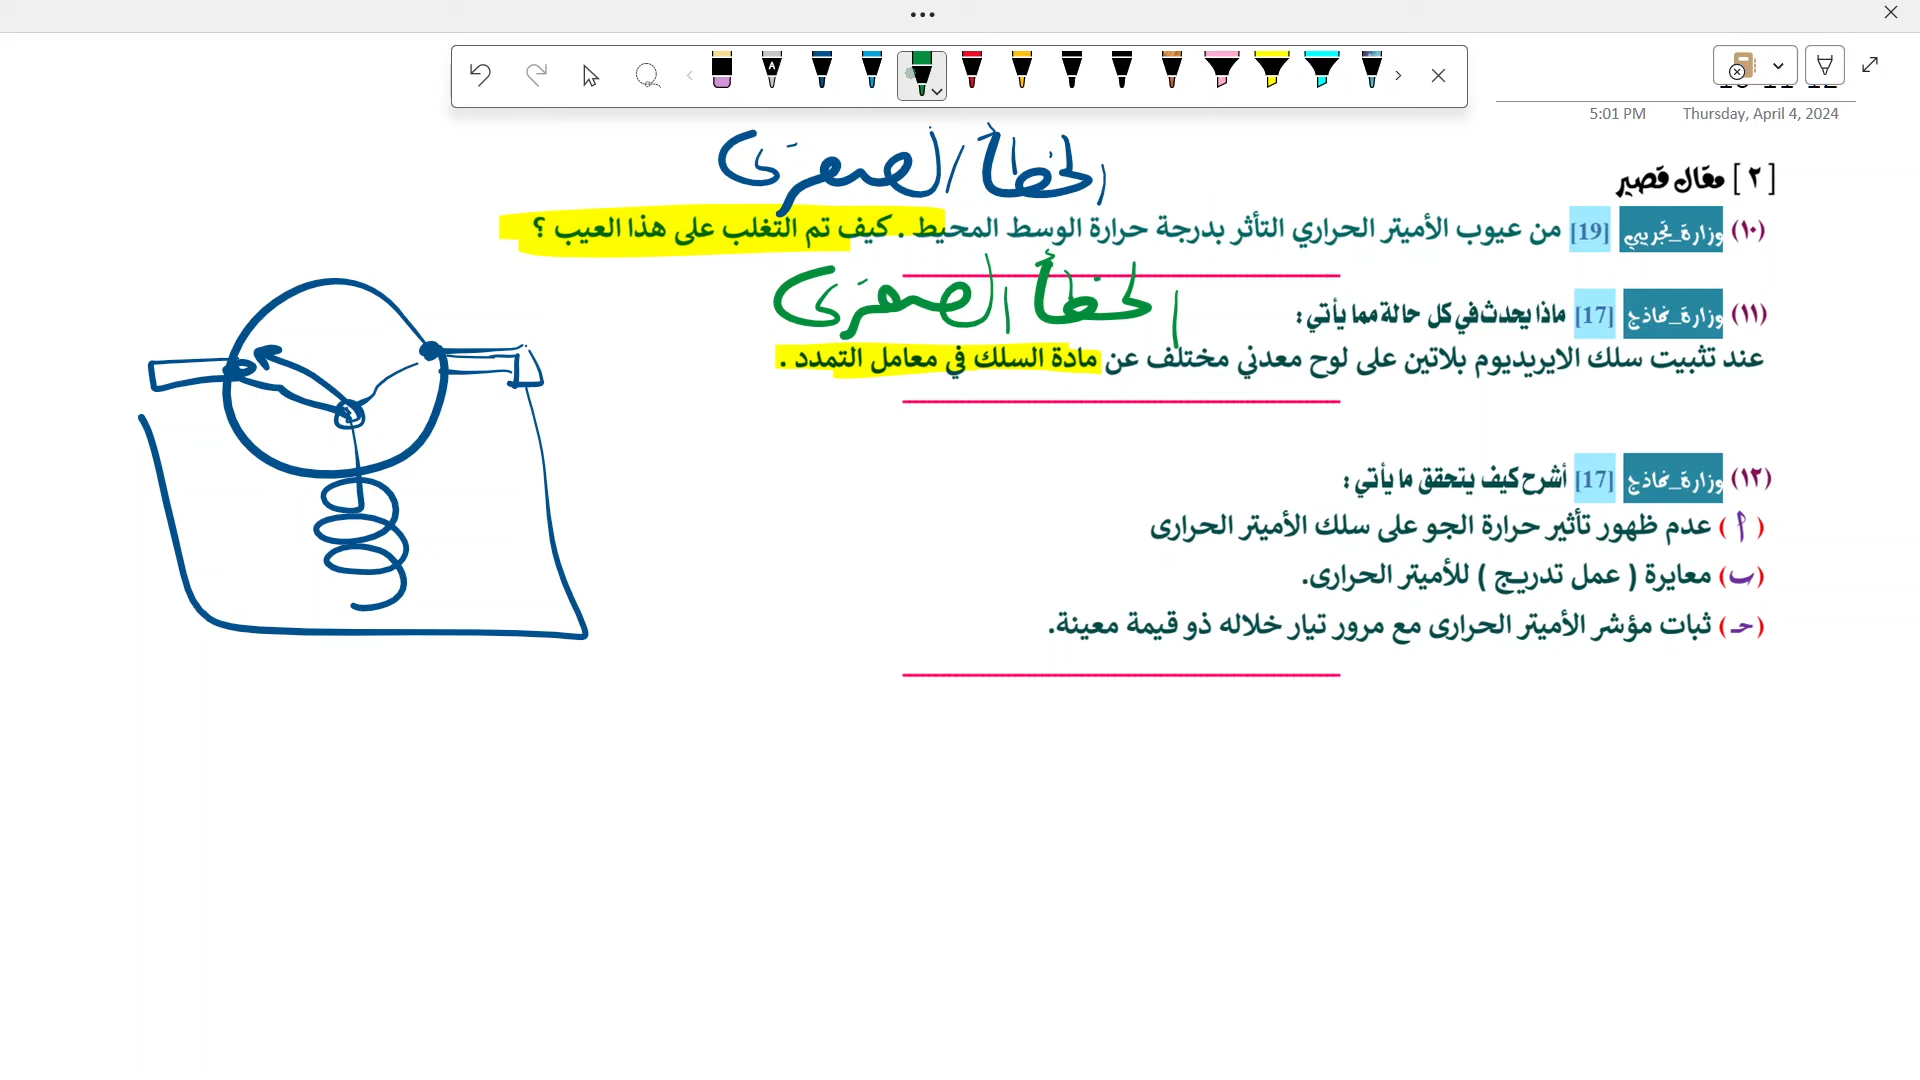 5:01 PM Thursday, April 4, 2024
[٢] مقال قصير
الخطأ الصفرى
(١٠) وزارة_تجريبي [19] من عيوب الأميتر الحراري التأثر بدرجة حرارة الوسط المحيط . كيف تم التغلب على هذا العيب ؟
الخطأ الصفرى
(١١) وزارة_نماذج [17] ماذا يحدث في كل حالة مما يأتي :
عند تثبيت سلك الايريديوم بلاتين على لوح معدني مختلف عن مادة السلك في معامل التمدد .
(١٢) وزارة_نماذج [17] أشرح كيف يتحقق ما يأتي :
(أ) عدم ظهور تأثير حرارة الجو على سلك الأميتر الحرارى
(ب) معايرة ( عمل تدريج ) للأميتر الحرارى.
(حـ) ثبات مؤشر الأميتر الحرارى مع مرور تيار خلاله ذو قيمة معينة.